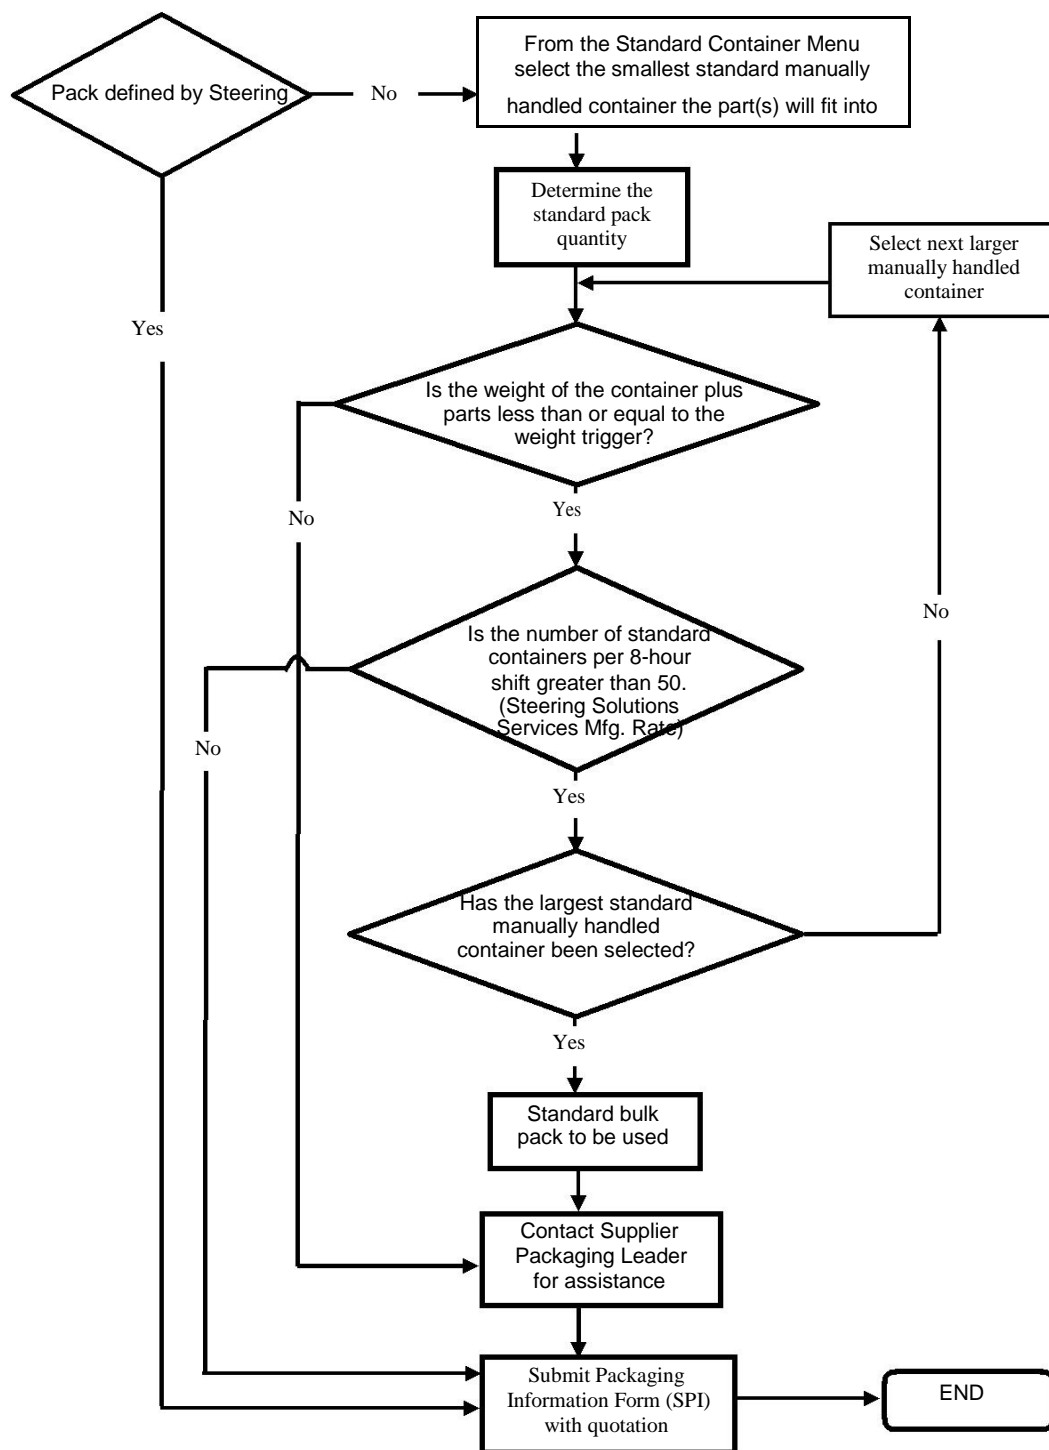 From the Standard Container Menu
select the smallest standard manually
handled container the part(s) will fit into
Pack defined by Steering
No
Determine the
standard pack
quantity
Select next larger
manually handled
container
Yes
Is the weight of the container plus
parts less than or equal to the
weight trigger?
No
Yes
No
Is the number of standard
containers per 8-hour
shift greater than 50.
(Steering Solutions
Services Mfg. Rate)
No
Yes
Has the largest standard
manually handled
container been selected?
Yes
Standard bulk
pack to be used
Contact Supplier
Packaging Leader
for assistance
Submit Packaging
Information Form (SPI)
with quotation
END